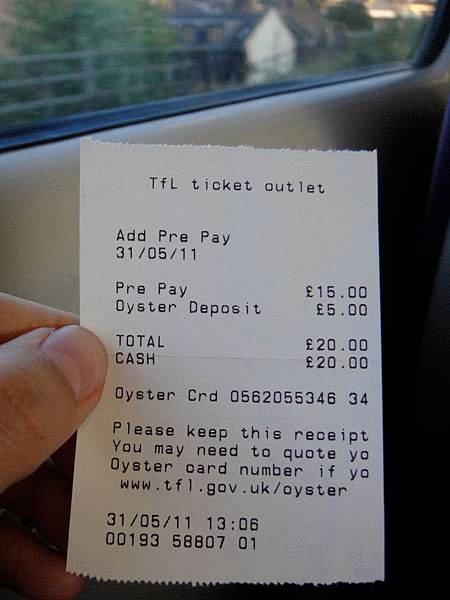 TfL ticket outlet
Add Pre Pay
31/05/11
Pre Pay £15.00
Oyster Deposit £5.00
TOTAL £20.00
CASH £20.00
Oyster Crd 0562055346 34
Please keep this receipt
You may need to quote yo
Oyster card number if yo
www.tfl.gov.uk/oyster
31/05/11 13:06
00193 58807 01